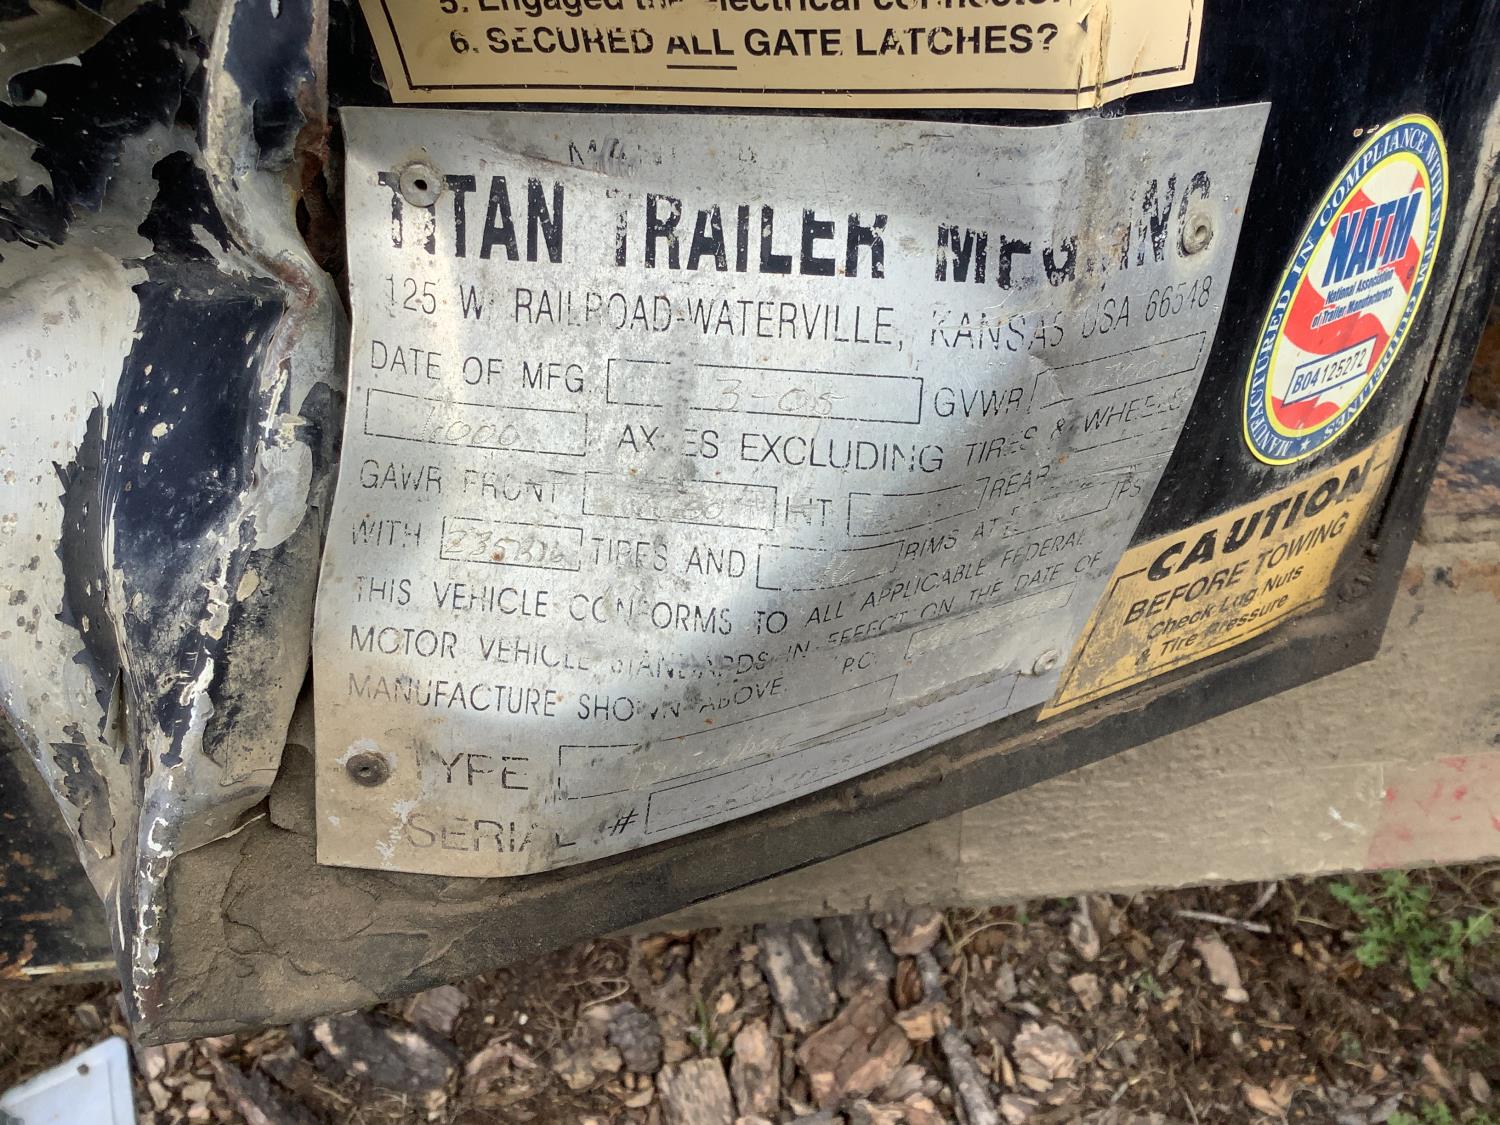 5. Engaged the electrical connector
6. SECURED ALL GATE LATCHES?
TITAN TRAILER MFG, INC
125 W. RAILROAD-WATERVILLE, KANSAS USA 66548
DATE OF MFG. 3-05 GVWR
7000 AXLES EXCLUDING TIRES & WHEELS
GAWR FRONT INT REAR
WITH TIRES AND RIMS AT PSI
THIS VEHICLE CONFORMS TO ALL APPLICABLE FEDERAL
MOTOR VEHICLE STANDARDS IN EFFECT ON THE DATE OF
MANUFACTURE SHOWN ABOVE. P.O.
TYPE
SERIAL #
MANUFACTURED IN COMPLIANCE WITH NATM GUIDELINES
NATM
National Association
of Trailer Manufacturers
B04125272
CAUTION
BEFORE TOWING
Check Lug Nuts
& Tire Pressure